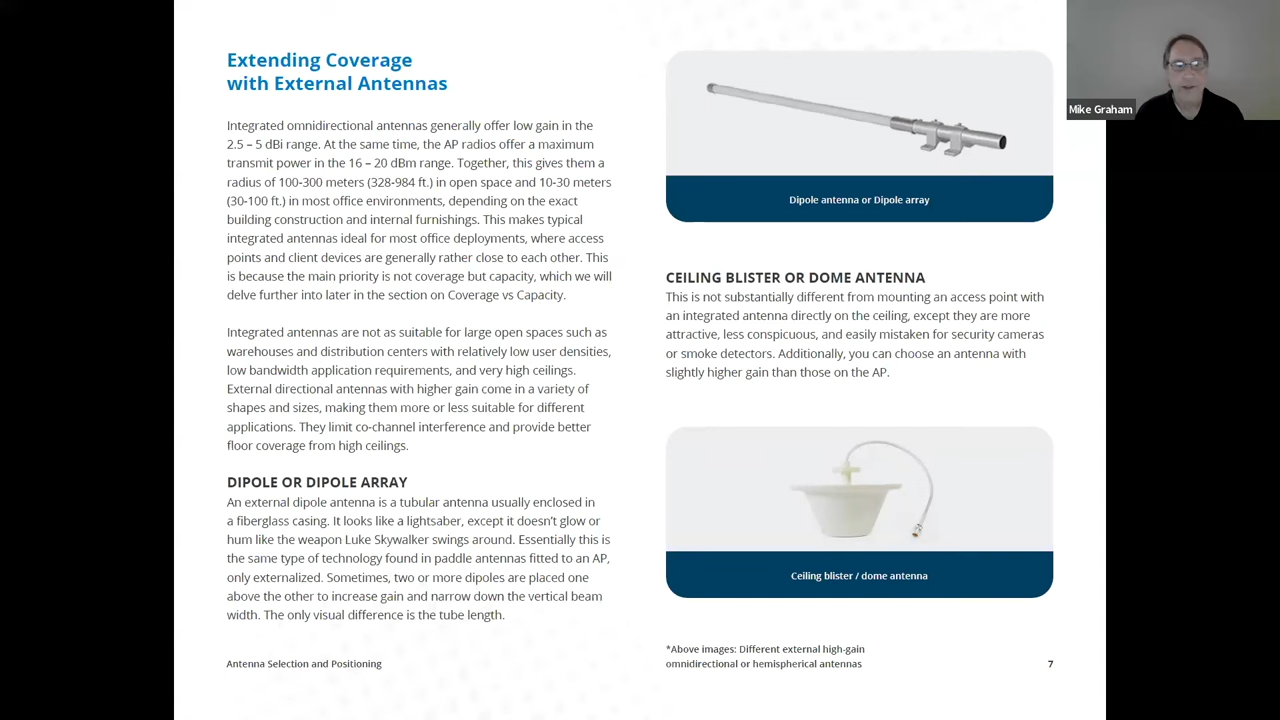 Extending Coverage
with External Antennas
Integrated omnidirectional antennas generally offer low gain in the
2.5 – 5 dBi range. At the same time, the AP radios offer a maximum
transmit power in the 16 – 20 dBm range. Together, this gives them a
radius of 100-300 meters (328-984 ft.) in open space and 10-30 meters
(30-100 ft.) in most office environments, depending on the exact
building construction and internal furnishings. This makes typical
integrated antennas ideal for most office deployments, where access
points and client devices are generally rather close to each other. This
is because the main priority is not coverage but capacity, which we will
delve further into later in the section on Coverage vs Capacity.
Integrated antennas are not as suitable for large open spaces such as
warehouses and distribution centers with relatively low user densities,
low bandwidth application requirements, and very high ceilings.
External directional antennas with higher gain come in a variety of
shapes and sizes, making them more or less suitable for different
applications. They limit co-channel interference and provide better
floor coverage from high ceilings.
DIPOLE OR DIPOLE ARRAY
An external dipole antenna is a tubular antenna usually enclosed in
a fiberglass casing. It looks like a lightsaber, except it doesn’t glow or
hum like the weapon Luke Skywalker swings around. Essentially this is
the same type of technology found in paddle antennas fitted to an AP,
only externalized. Sometimes, two or more dipoles are placed one
above the other to increase gain and narrow down the vertical beam
width. The only visual difference is the tube length.
Antenna Selection and Positioning
Dipole antenna or Dipole array
CEILING BLISTER OR DOME ANTENNA
This is not substantially different from mounting an access point with
an integrated antenna directly on the ceiling, except they are more
attractive, less conspicuous, and easily mistaken for security cameras
or smoke detectors. Additionally, you can choose an antenna with
slightly higher gain than those on the AP.
Ceiling blister / dome antenna
*Above images: Different external high-gain
omnidirectional or hemispherical antennas
7
Mike Graham